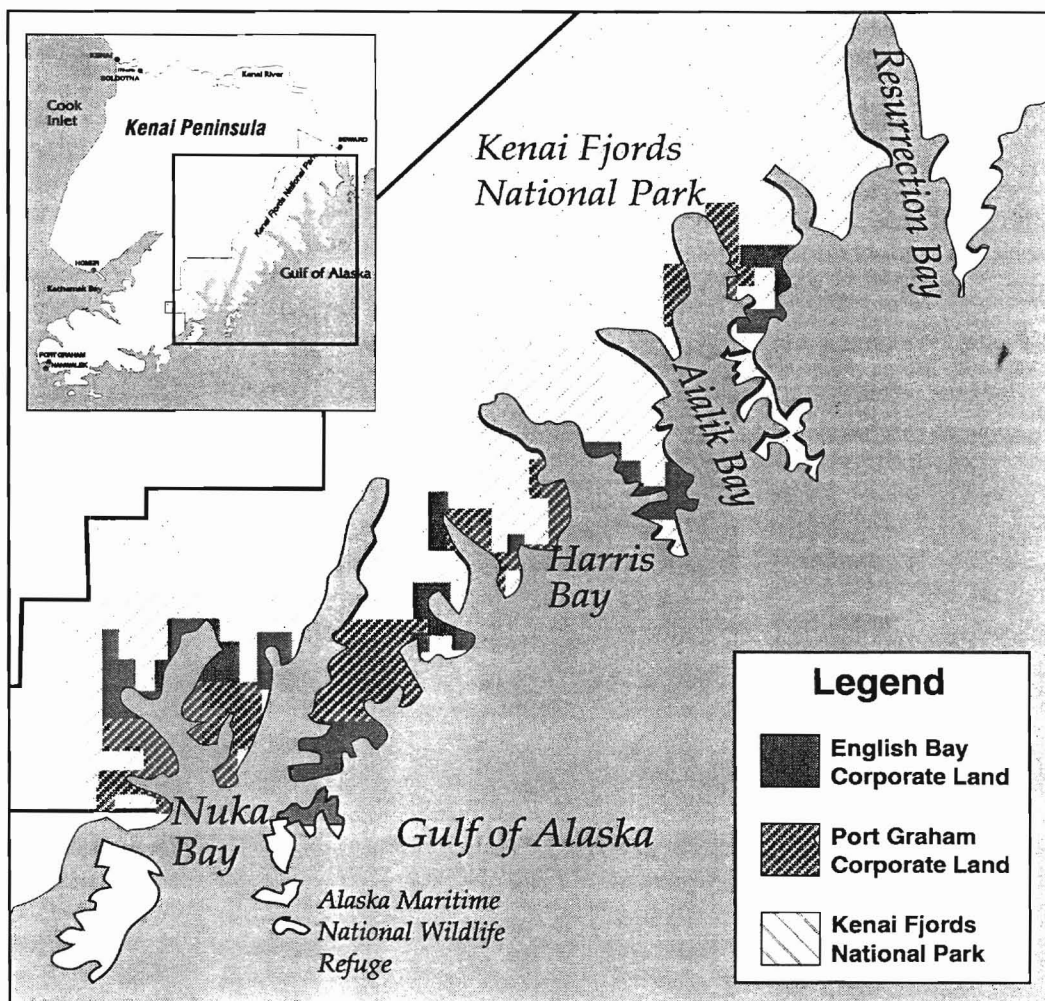 KENAI
SOLDOTNA
Kenai River
Cook
Inlet
Kenai Peninsula
SEWARD
Kenai Fjords National Park
Gulf of Alaska
HOMER
Kachemak Bay
PORT GRAHAM
NANWALEK
Kenai Fjords
National Park
Resurrection Bay
Aialik Bay
Harris
Bay
Nuka
Bay
Gulf of Alaska
Alaska Maritime
National Wildlife
Refuge
Legend
English Bay
Corporate Land
Port Graham
Corporate Land
Kenai Fjords
National Park